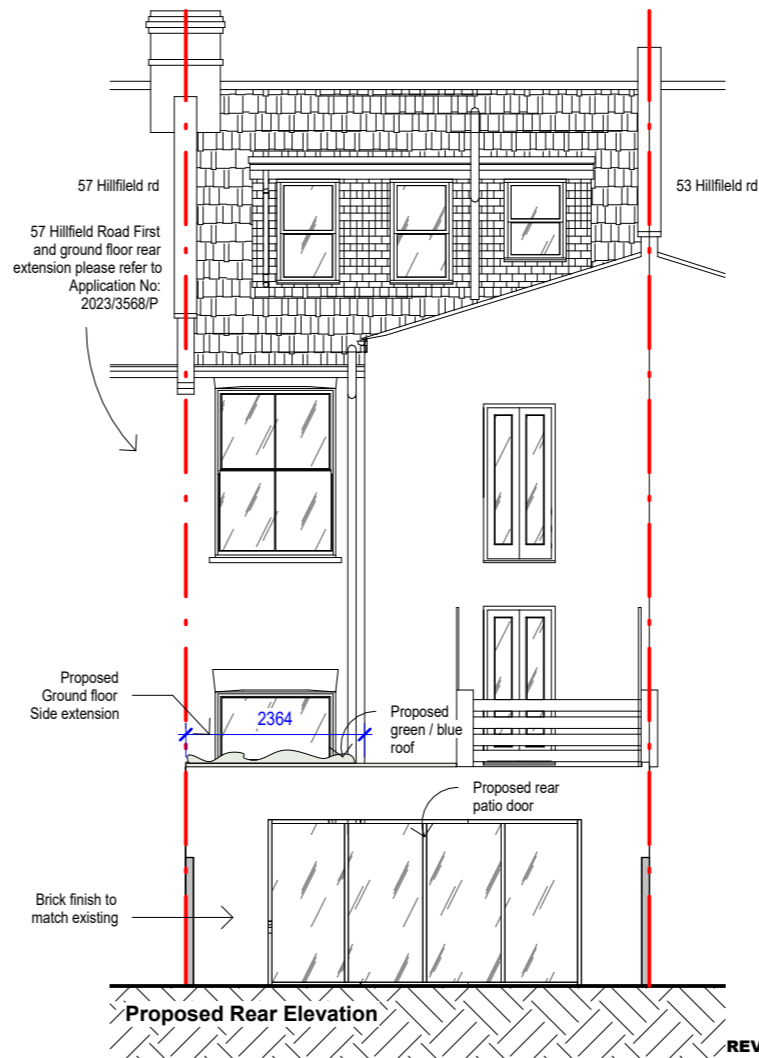 57 Hillfileld rd
53 Hillfileld rd
57 Hillfield Road First
and ground floor rear
extension please refer to
Application No:
2023/3568/P
Proposed
Ground floor
Side extension
2364
Proposed
green / blue
roof
Proposed rear
patio door
Brick finish to
match existing
Proposed Rear Elevation
REV